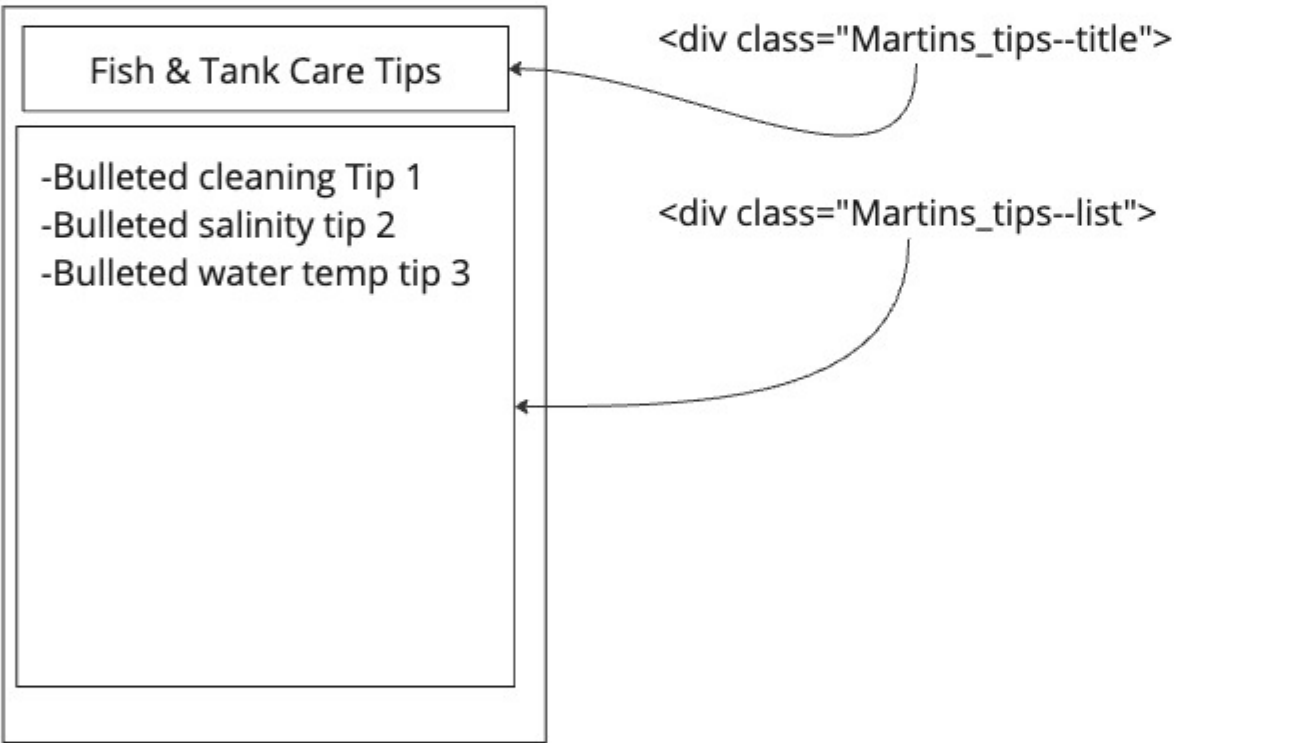 Fish & Tank Care Tips
<div class="Martins_tips--title">
-Bulleted cleaning Tip 1
-Bulleted salinity tip 2
-Bulleted water temp tip 3
<div class="Martins_tips--list">